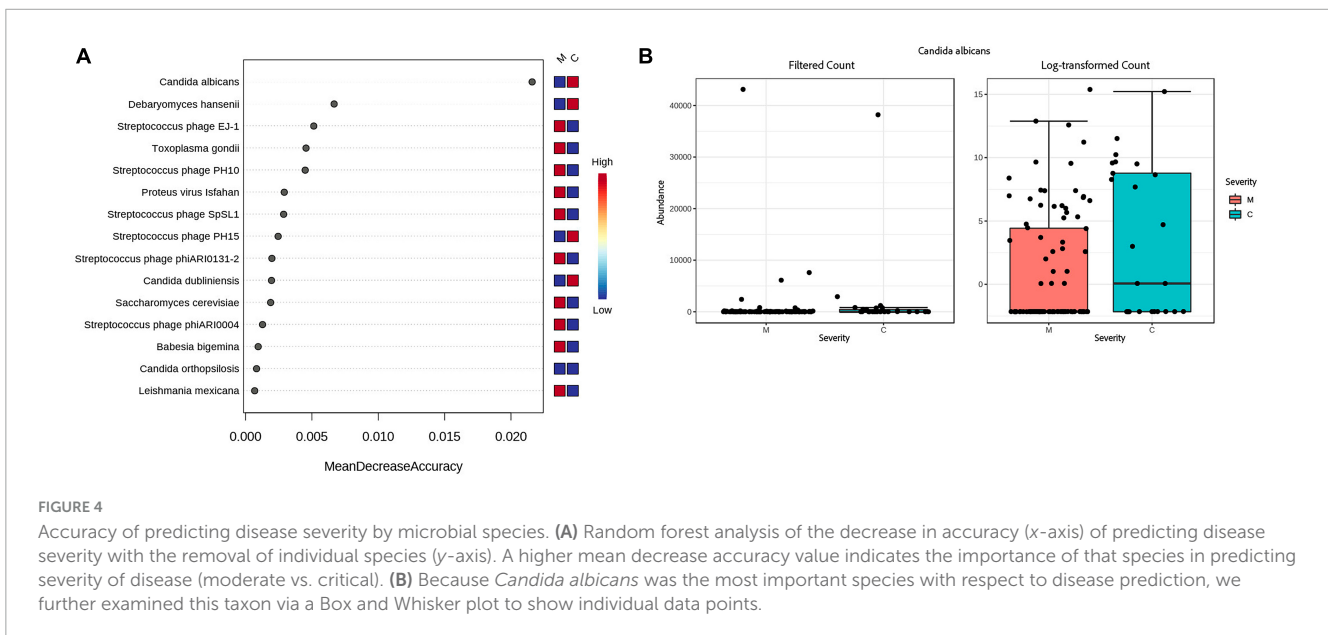 A
M C
Candida albicans
Debaryomyces hansenii
Streptococcus phage EJ-1
Toxoplasma gondii
Streptococcus phage PH10
Proteus virus Isfahan
Streptococcus phage SpSL1
Streptococcus phage PH15
Streptococcus phage phiARI0131-2
Candida dubliniensis
Saccharomyces cerevisiae
Streptococcus phage phiARI0004
Babesia bigemina
Candida orthopsilosis
Leishmania mexicana
0.000 0.005 0.010 0.015 0.020
MeanDecreaseAccuracy
High
Low
B
Candida albicans
Filtered Count
Log-transformed Count
Abundance
40000
30000
20000
10000
0
M C
Severity
15
10
5
0
M C
Severity
Severity
M
C
FIGURE 4
Accuracy of predicting disease severity by microbial species. (A) Random forest analysis of the decrease in accuracy (x-axis) of predicting disease
severity with the removal of individual species (y-axis). A higher mean decrease accuracy value indicates the importance of that species in predicting
severity of disease (moderate vs. critical). (B) Because Candida albicans was the most important species with respect to disease prediction, we
further examined this taxon via a Box and Whisker plot to show individual data points.